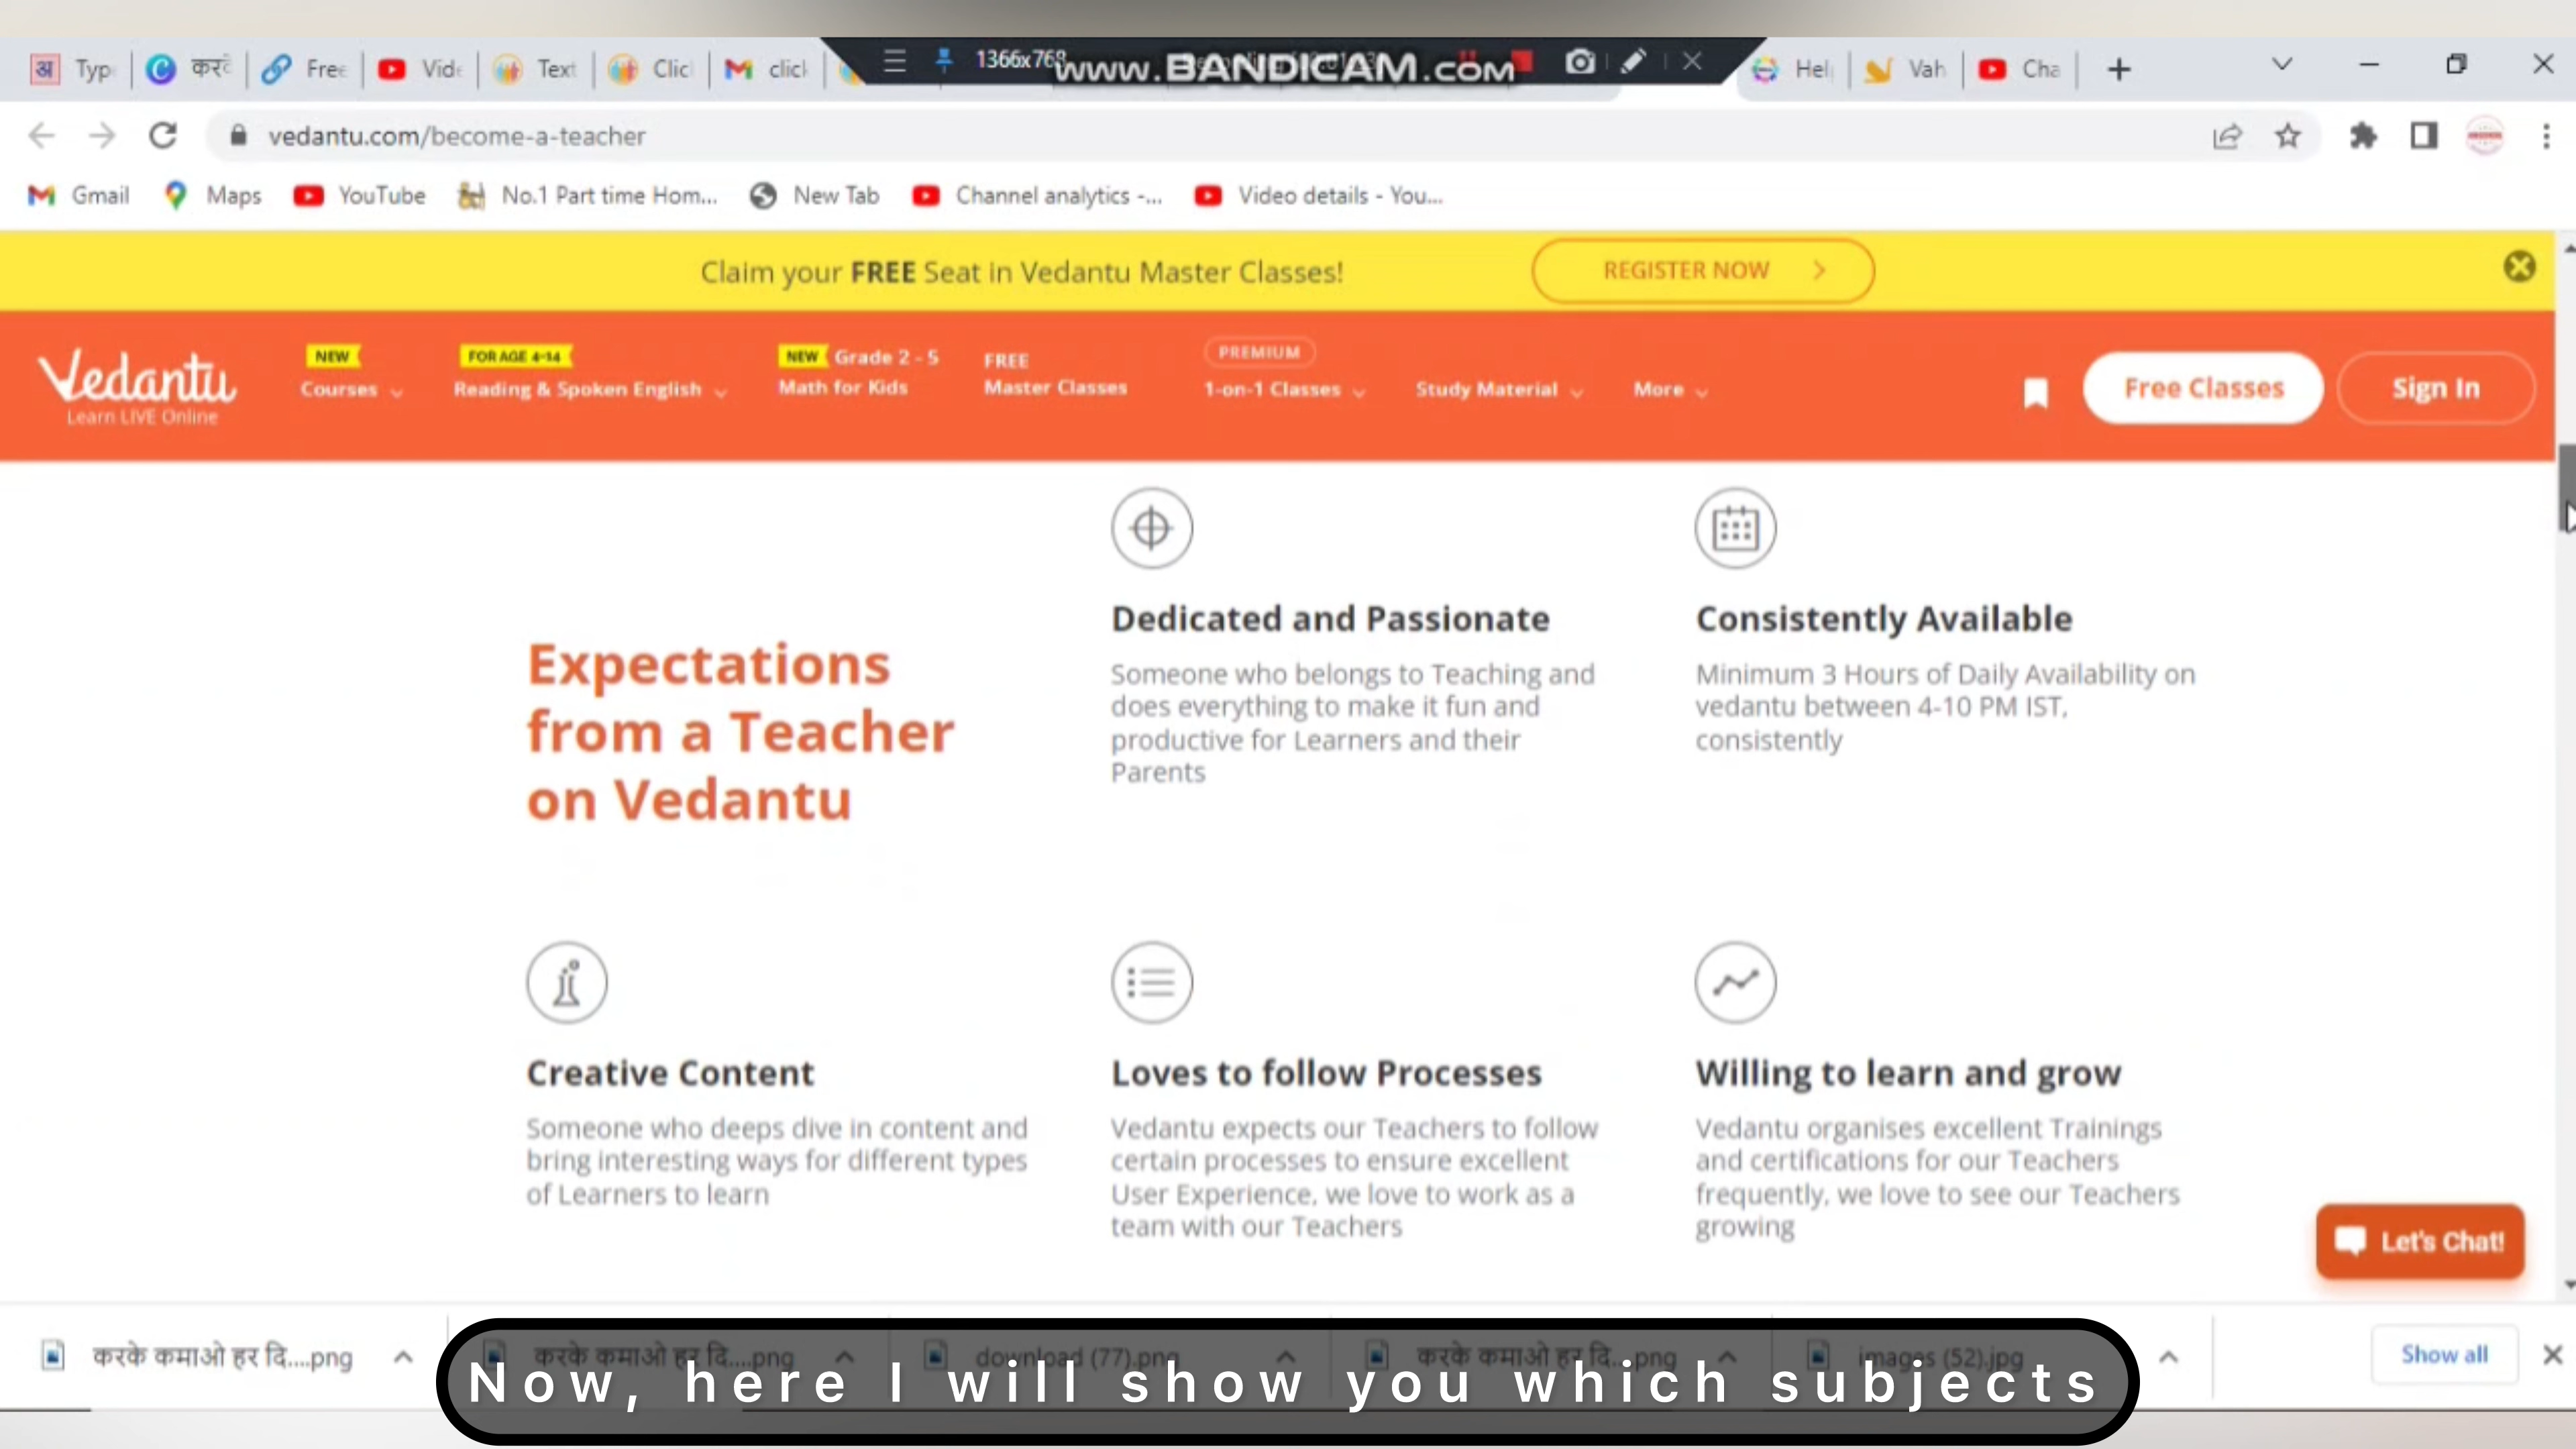 Typ
करवे
Free
Vide
Text
Clic
click
1366x768
www.BANDICAM.com
Hel
Vah
Cha
vedantu.com/become-a-teacher
Gmail
Maps
YouTube
No.1 Part time Hom...
New Tab
Channel analytics -...
Video details - You...
Claim your FREE Seat in Vedantu Master Classes!
REGISTER NOW
Vedantu
Learn LIVE Online
NEW
Courses
FOR AGE 4-14
Reading & Spoken English
NEW Grade 2 - 5
Math for Kids
FREE
Master Classes
PREMIUM
1-on-1 Classes
Study Material
More
Free Classes
Sign In
Expectations
from a Teacher
on Vedantu
Dedicated and Passionate
Someone who belongs to Teaching and
does everything to make it fun and
productive for Learners and their
Parents
Consistently Available
Minimum 3 Hours of Daily Availability on
vedantu between 4-10 PM IST,
consistently
Creative Content
Someone who deeps dive in content and
bring interesting ways for different types
of Learners to learn
Loves to follow Processes
Vedantu expects our Teachers to follow
certain processes to ensure excellent
User Experience, we love to work as a
team with our Teachers
Willing to learn and grow
Vedantu organises excellent Trainings
and certifications for our Teachers
frequently, we love to see our Teachers
growing
Let's Chat!
करके कमाओ हर दि....png
करके कमाओ हर दि....png
download (77).png
करके कमाओ हर दि....png
images (52).jpg
Show all
Now, here I will show you which subjects